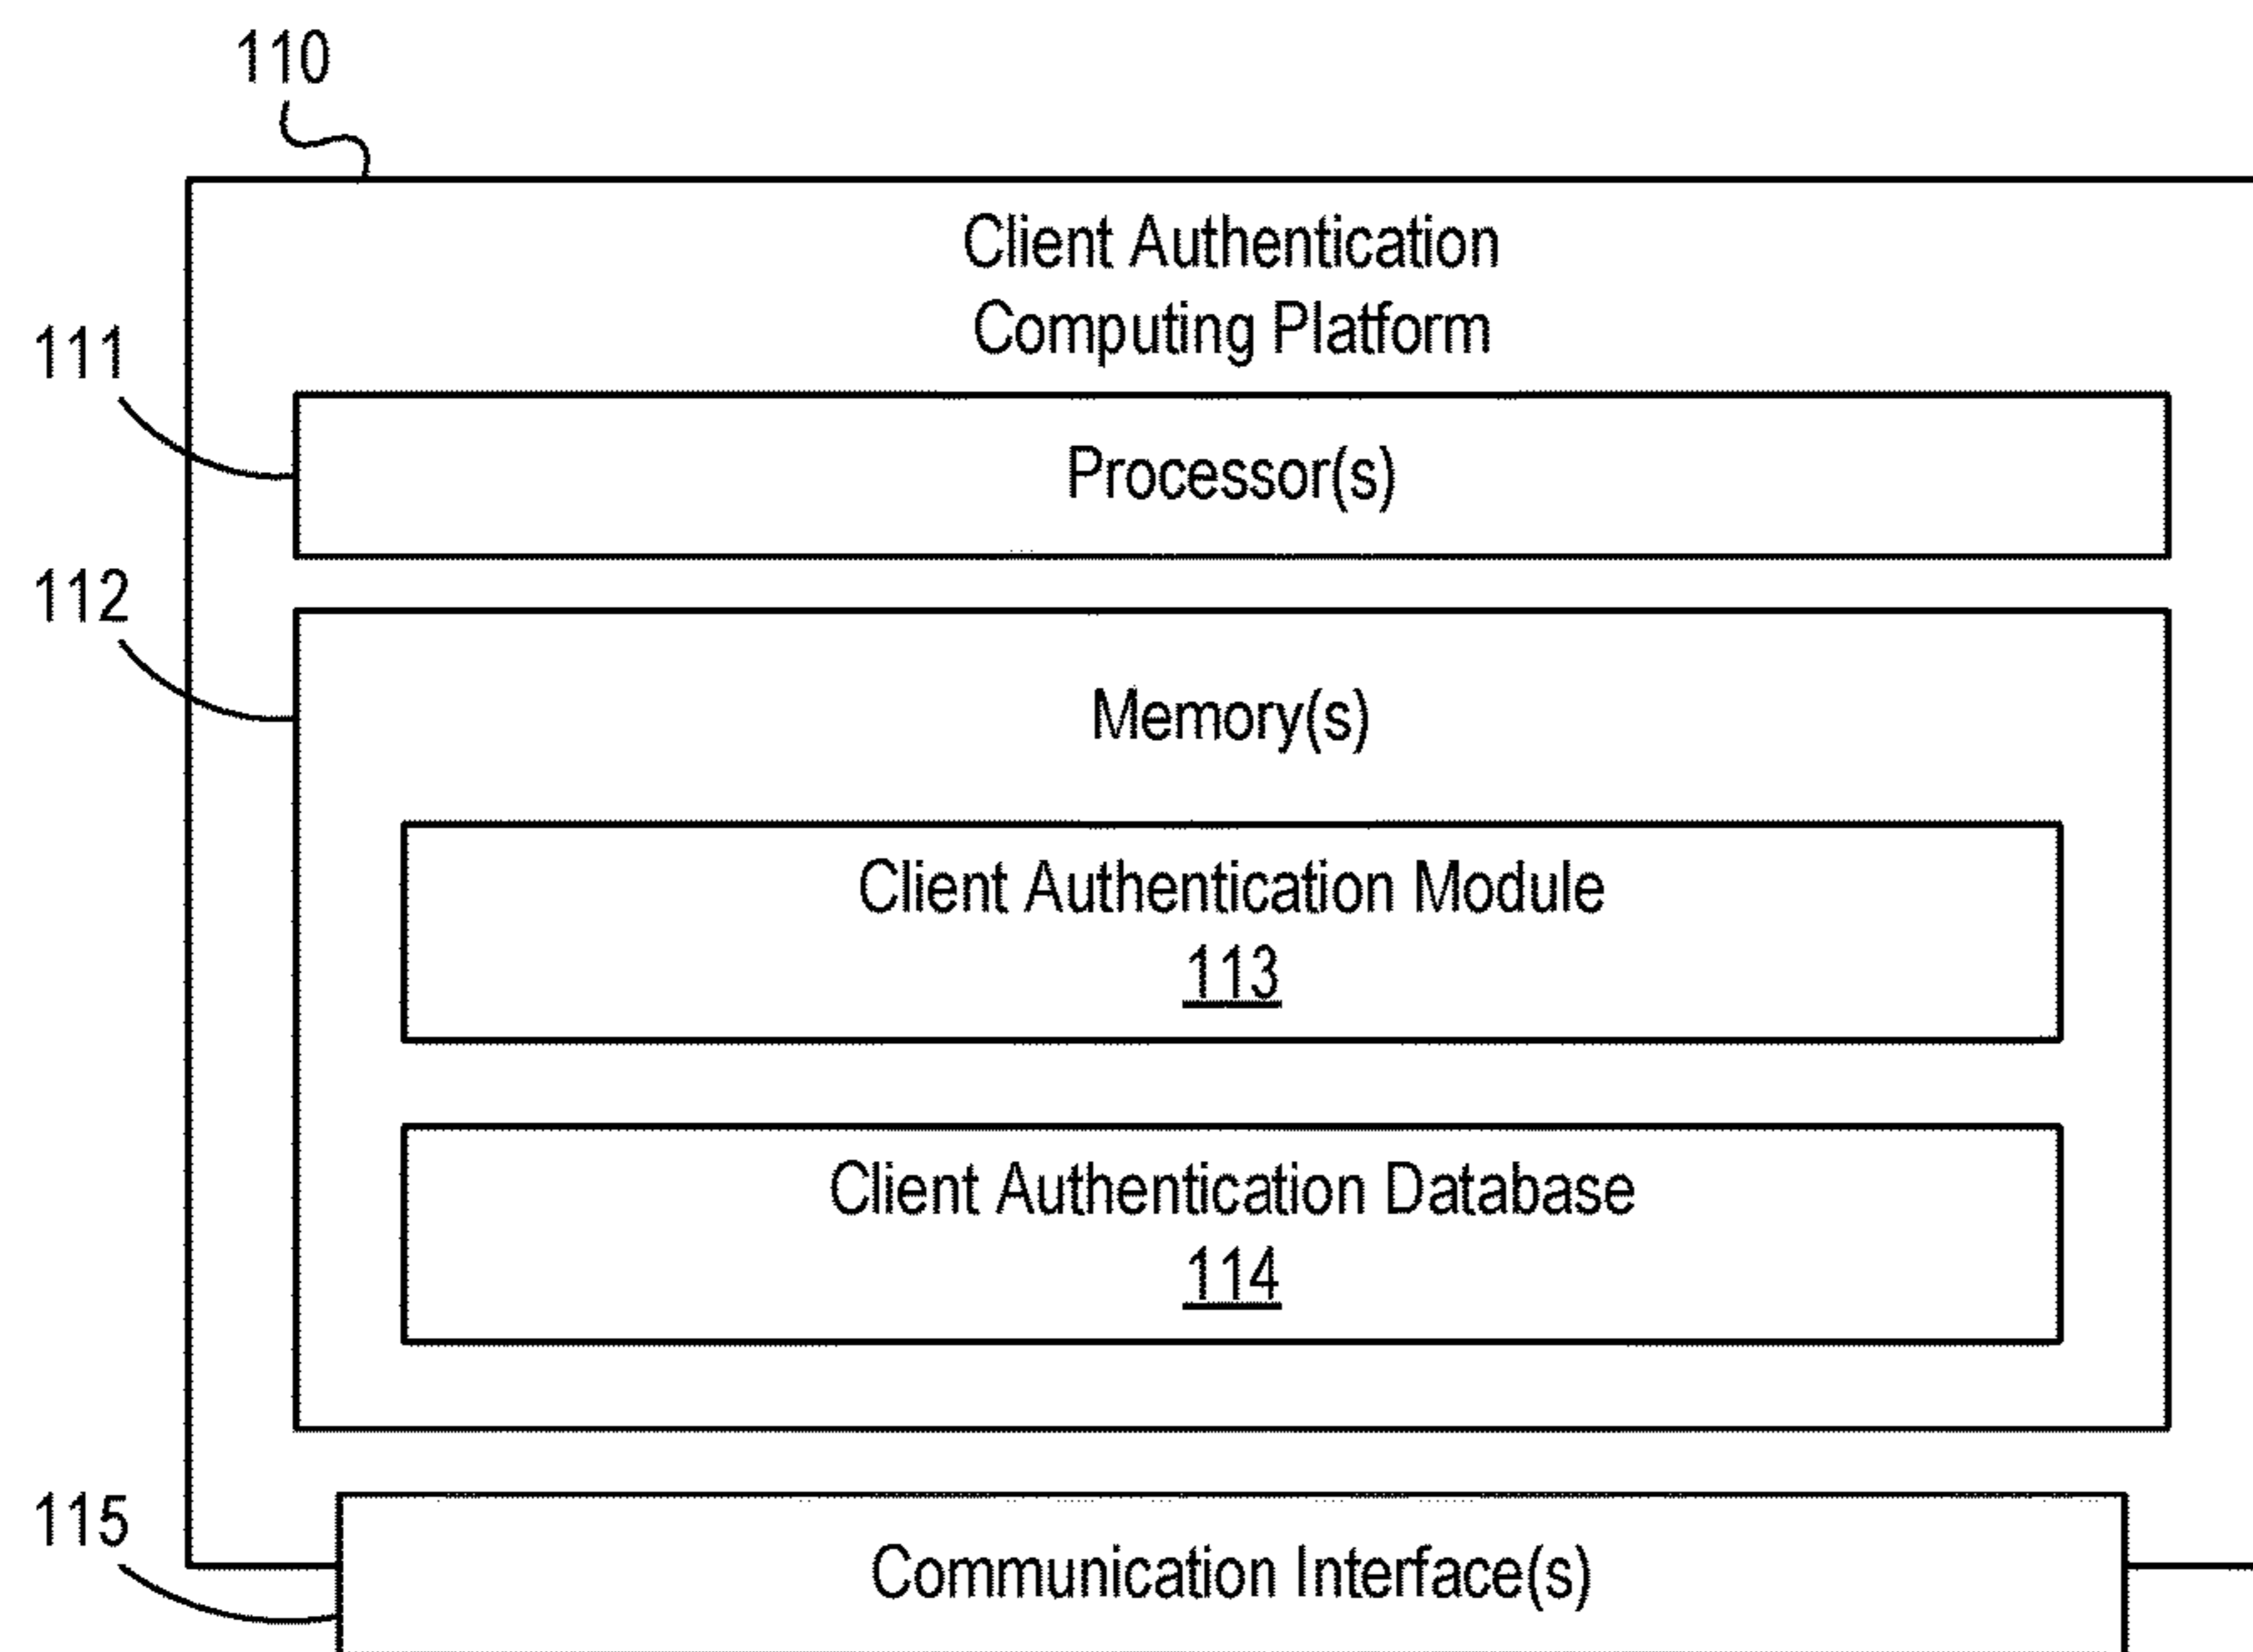 110
Client Authentication
Computing Platform
111
Processor(s)
112
Memory(s)
Client Authentication Module
113
Client Authentication Database
114
115
Communication Interface(s)